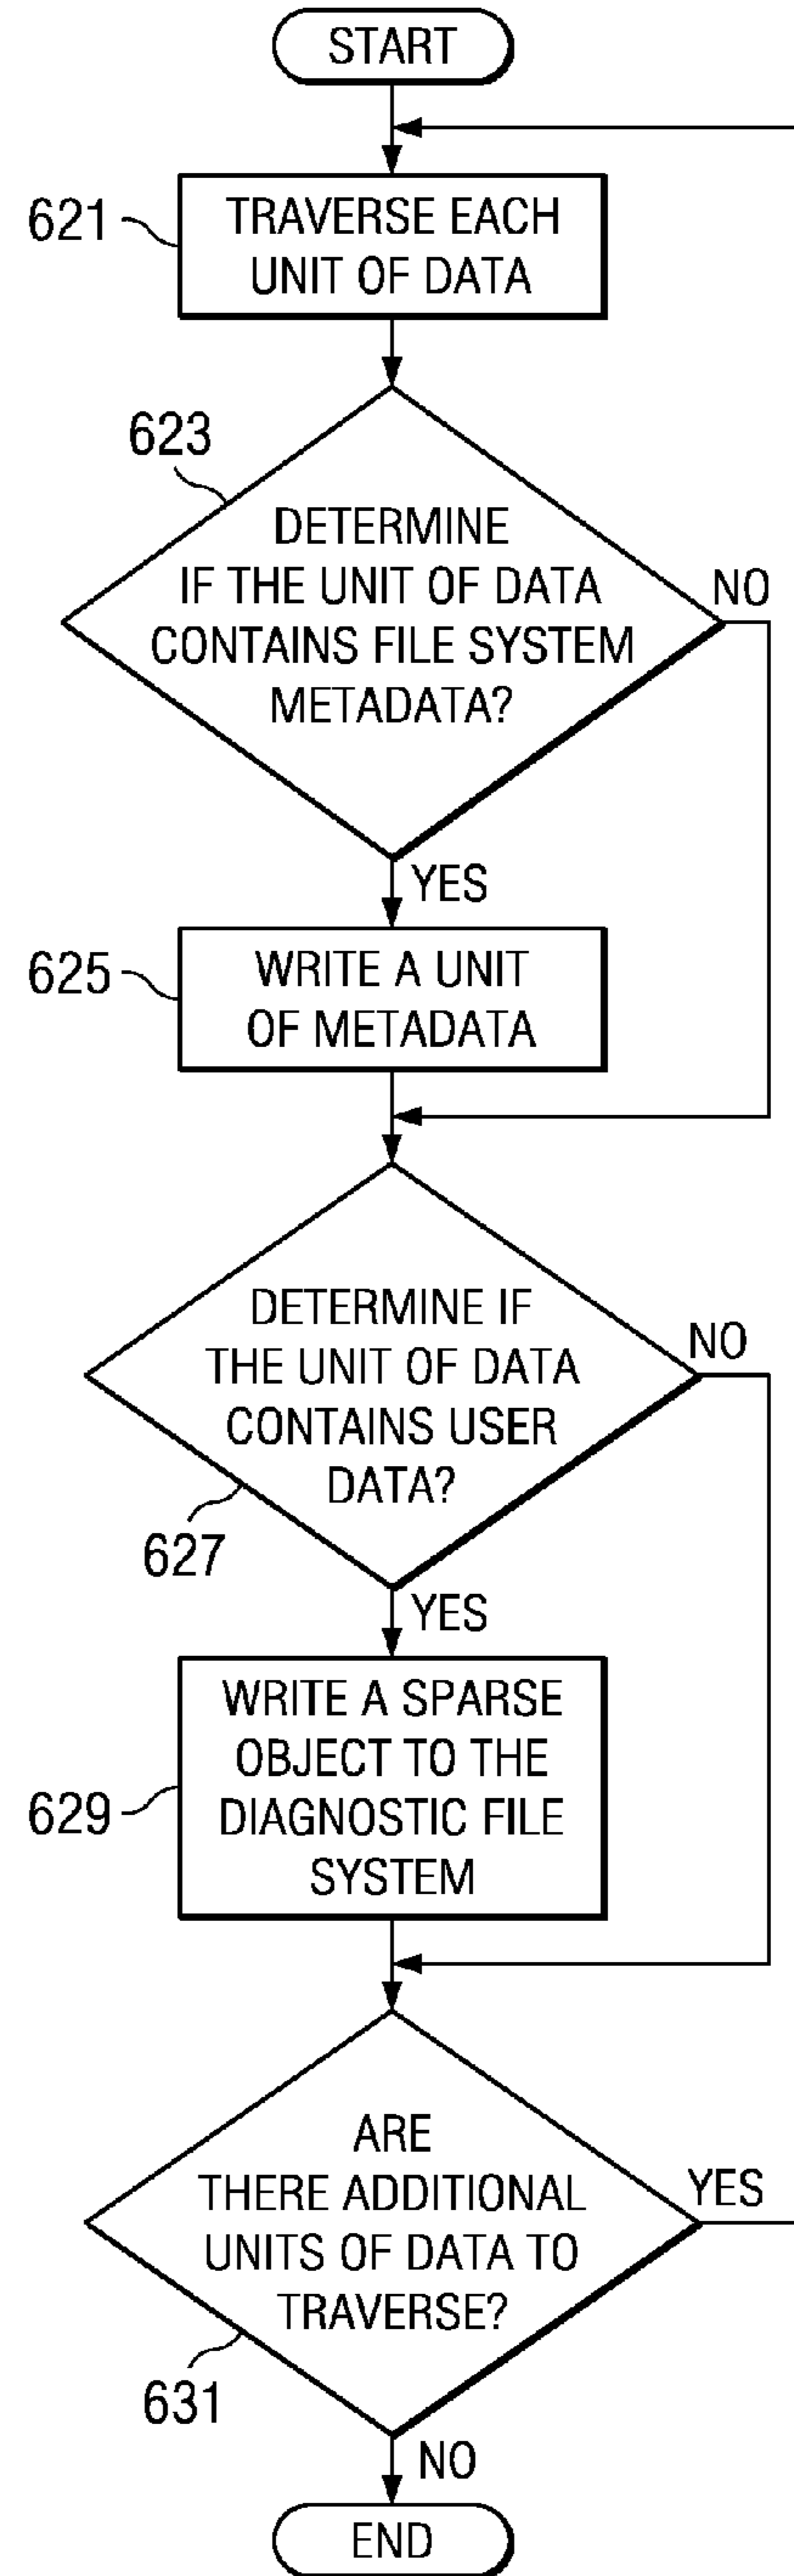 START
621
TRAVERSE EACH
UNIT OF DATA
623
DETERMINE
IF THE UNIT OF DATA
CONTAINS FILE SYSTEM
METADATA?
NO
YES
625
WRITE A UNIT
OF METADATA
DETERMINE IF
THE UNIT OF DATA
CONTAINS USER
DATA?
NO
627
YES
629
WRITE A SPARSE
OBJECT TO THE
DIAGNOSTIC FILE
SYSTEM
ARE
THERE ADDITIONAL
UNITS OF DATA TO
TRAVERSE?
YES
631
NO
END